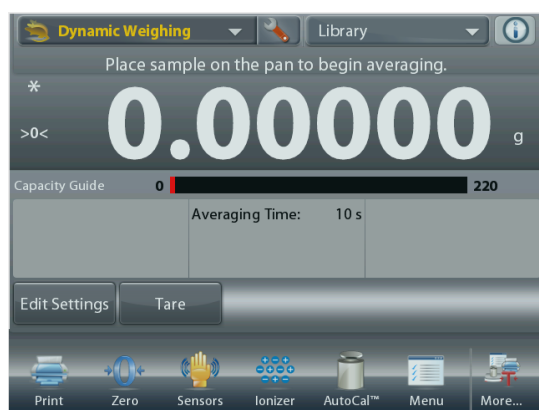 Dynamic Weighing Library
Place sample on the pan to begin averaging.
*
>0< 0.00000 g
Capacity Guide 0 220
Averaging Time: 10 s
Edit Settings Tare
Print Zero Sensors Ionizer AutoCal™ Menu More...